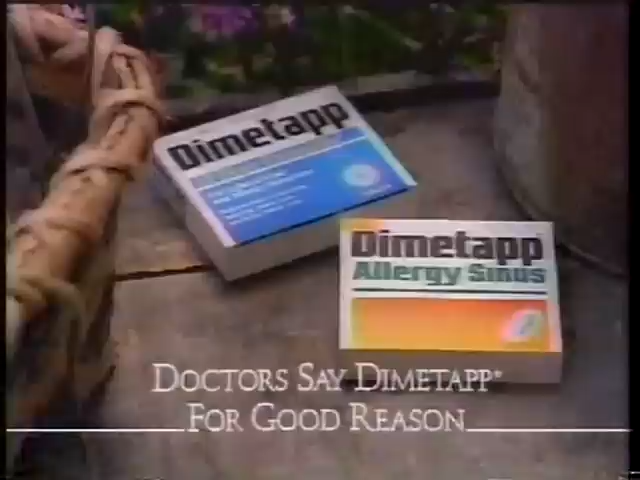 Dimetapp
Dimetapp
Allergy Sinus
DOCTORS SAY DIMETAPP®
FOR GOOD REASON